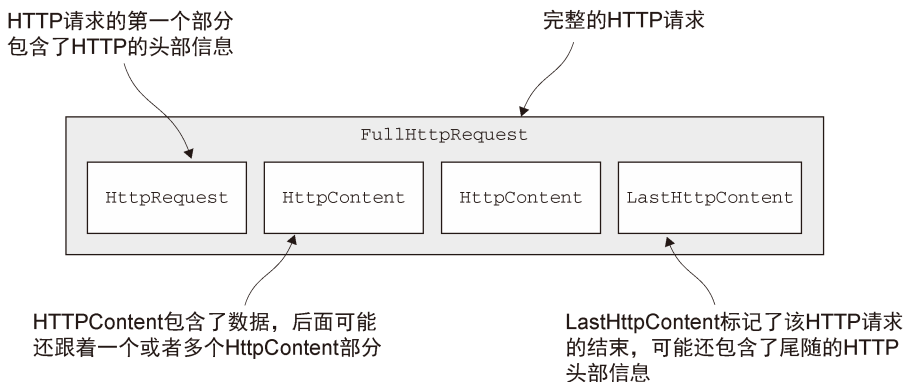 HTTP请求的第一个部分
包含了HTTP的头部信息
完整的HTTP请求
FullHttpRequest
HttpRequest
HttpContent
HttpContent
LastHttpContent
HTTPContent包含了数据，后面可能
还跟着一个或者多个HttpContent部分
LastHttpContent标记了该HTTP请求
的结束，可能还包含了尾随的HTTP
头部信息